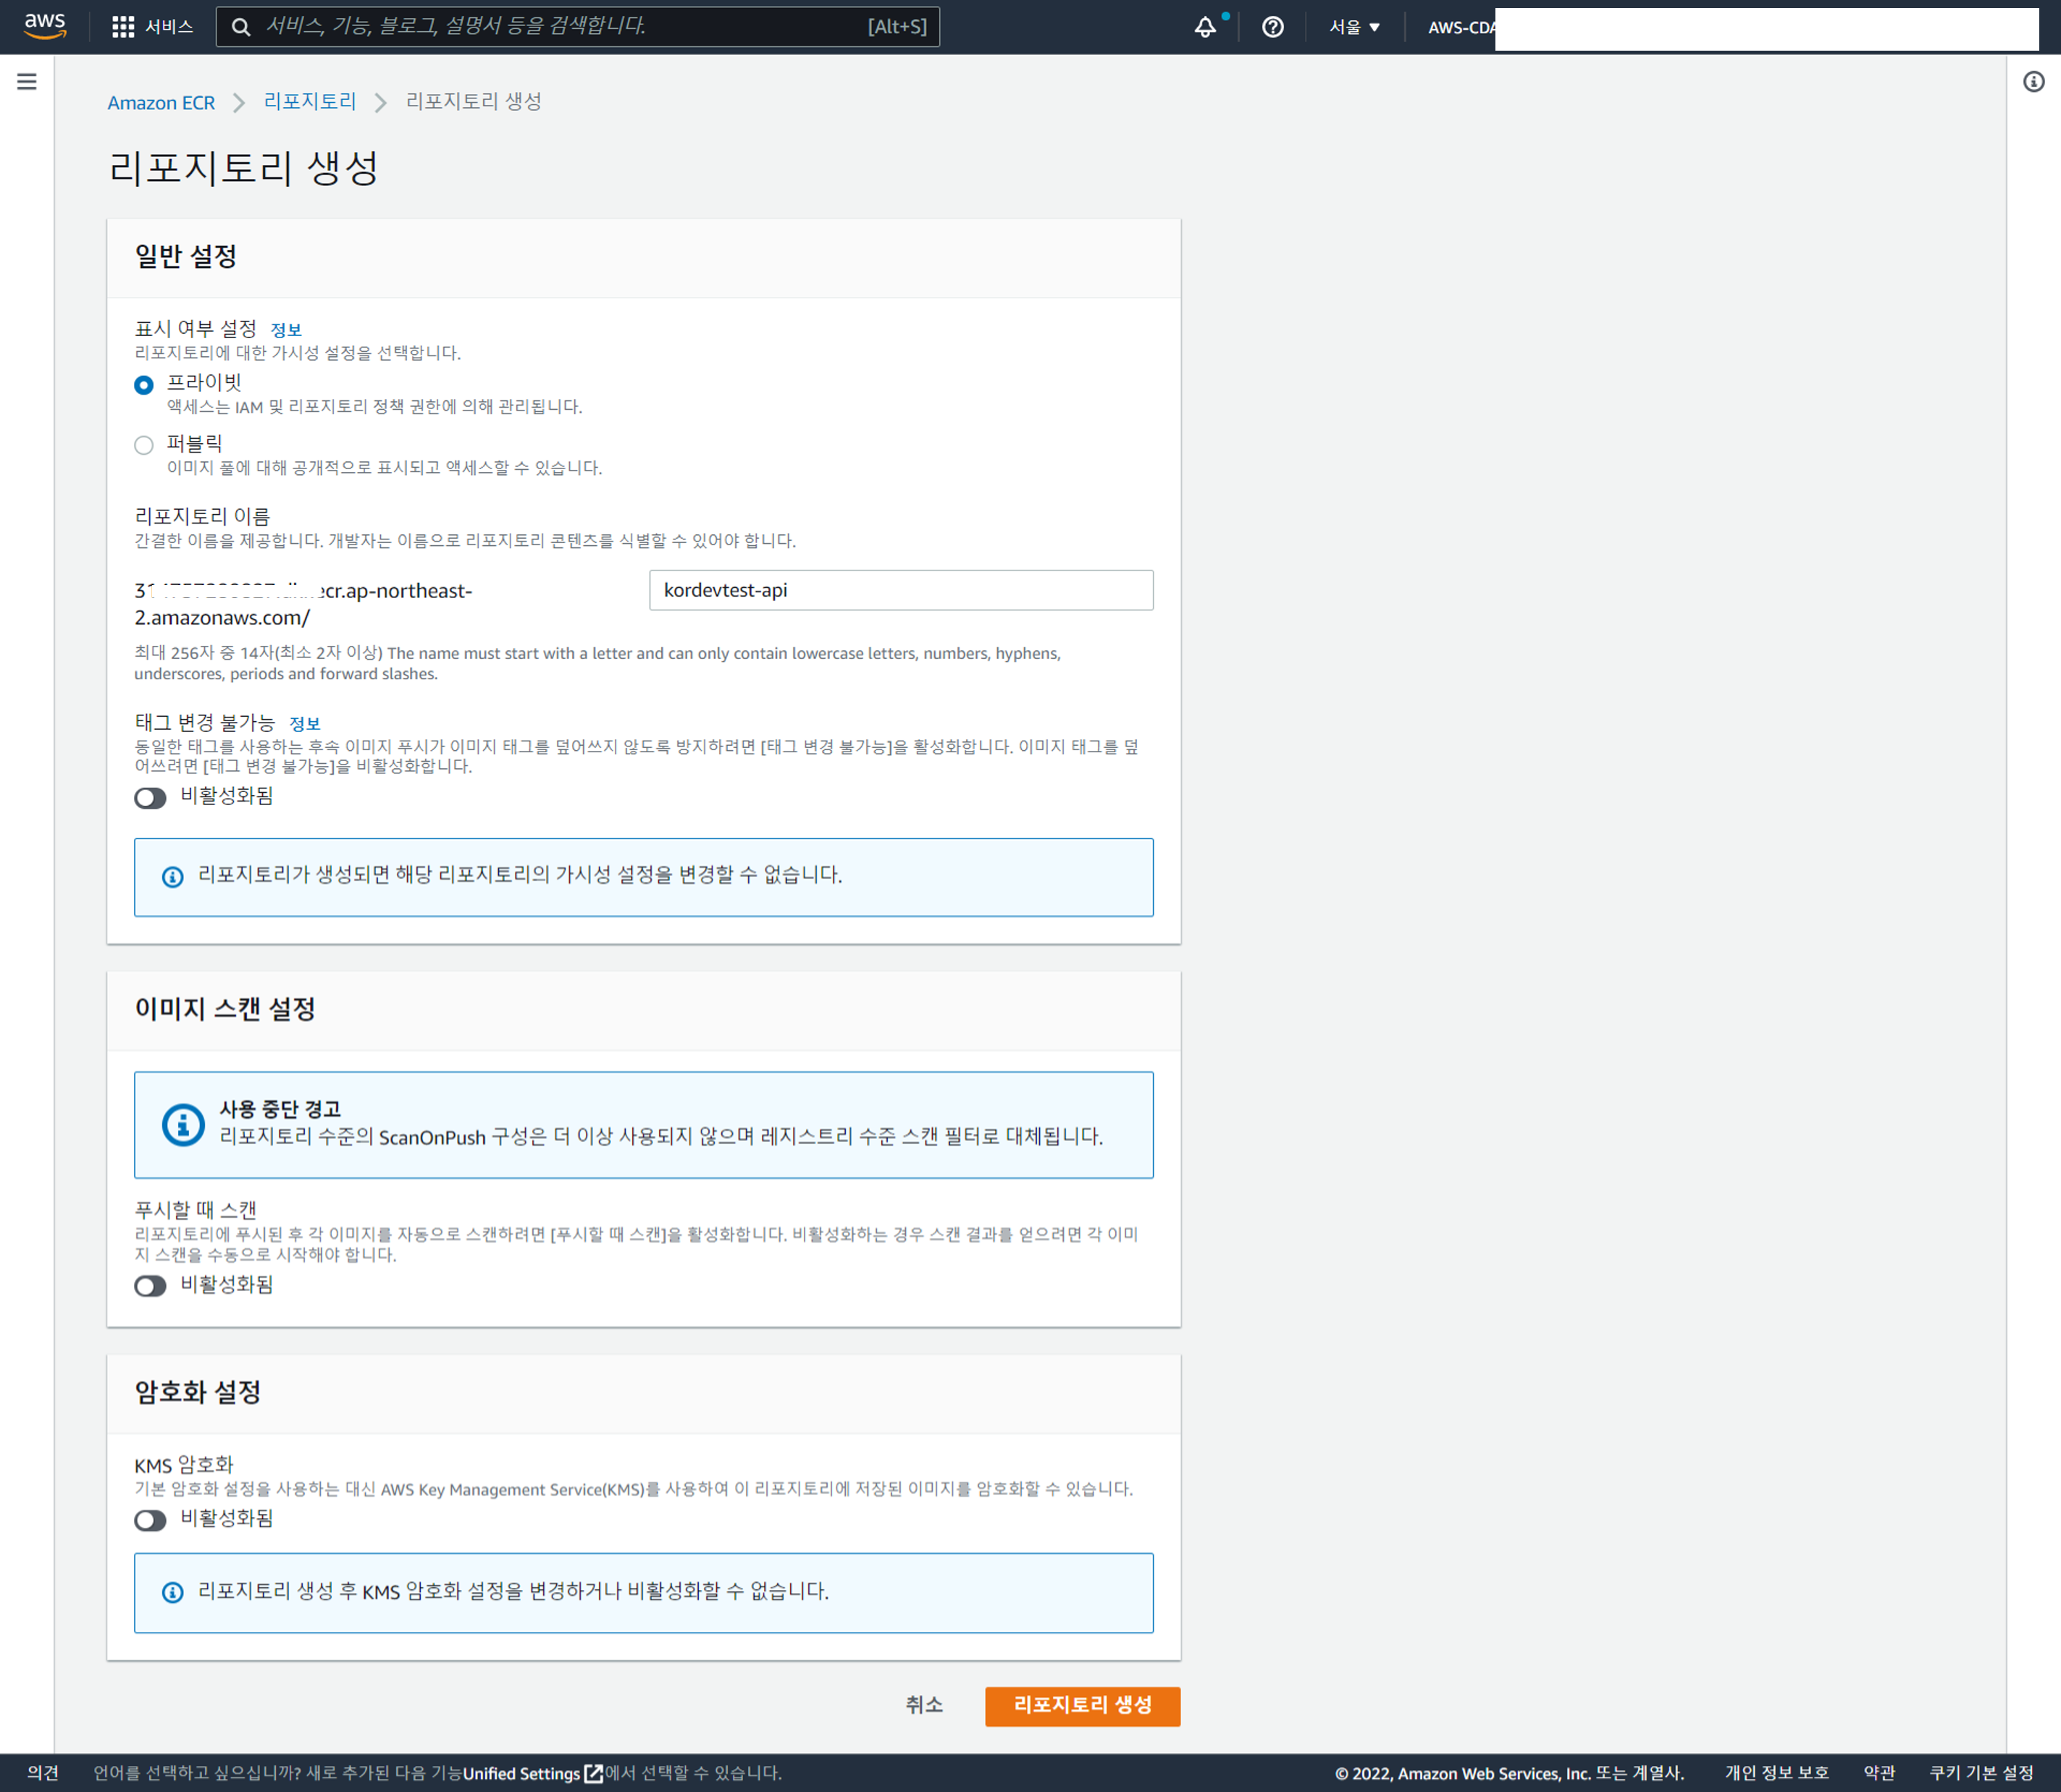 aws
서비스
서비스, 기능, 블로그, 설명서 등을 검색합니다.
[Alt+S]
서울 ▼
Amazon ECR
리포지토리
리포지토리 생성
리포지토리 생성
일반 설정
표시 여부 설정 정보
리포지토리에 대한 가시성 설정을 선택합니다.
프라이빗
액세스는 IAM 및 리포지토리 정책 권한에 의해 관리됩니다.
퍼블릭
이미지 풀에 대해 공개적으로 표시되고 액세스할 수 있습니다.
리포지토리 이름
간결한 이름을 제공합니다. 개발자는 이름으로 리포지토리 콘텐츠를 식별할 수 있어야 합니다.
ecr.ap-northeast-
2.amazonaws.com/
kordevtest-api
최대 256자 중 14자(최소 2자 이상) The name must start with a letter and can only contain lowercase letters, numbers, hyphens,
underscores, periods and forward slashes.
태그 변경 불가능 정보
동일한 태그를 사용하는 후속 이미지 푸시가 이미지 태그를 덮어쓰지 않도록 방지하려면 [태그 변경 불가능]을 활성화합니다. 이미지 태그를 덮
어쓰려면 [태그 변경 불가능]을 비활성화합니다.
비활성화됨
리포지토리가 생성되면 해당 리포지토리의 가시성 설정을 변경할 수 없습니다.
이미지 스캔 설정
사용 중단 경고
리포지토리 수준의 ScanOnPush 구성은 더 이상 사용되지 않으며 레지스트리 수준 스캔 필터로 대체됩니다.
푸시할 때 스캔
리포지토리에 푸시된 후 각 이미지를 자동으로 스캔하려면 [푸시할 때 스캔]을 활성화합니다. 비활성화하는 경우 스캔 결과를 얻으려면 각 이미
지 스캔을 수동으로 시작해야 합니다.
비활성화됨
암호화 설정
KMS 암호화
기본 암호화 설정을 사용하는 대신 AWS Key Management Service(KMS)를 사용하여 이 리포지토리에 저장된 이미지를 암호화할 수 있습니다.
비활성화됨
리포지토리 생성 후 KMS 암호화 설정을 변경하거나 비활성화할 수 없습니다.
취소
리포지토리 생성
의견
언어를 선택하고 싶으십니까? 새로 추가된 다음 기능Unified Settings에서 선택할 수 있습니다.
© 2022, Amazon Web Services, Inc. 또는 계열사.
개인 정보 보호
약관
쿠키 기본 설정